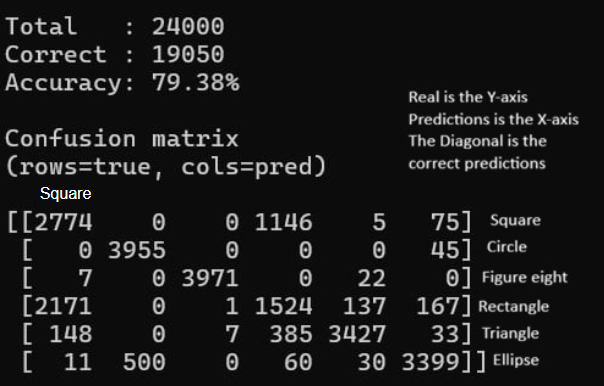 Total   : 24000
Correct : 19050
Accuracy: 79.38%
Real is the Y-axis
Predictions is the X-axis
The Diagonal is the
correct predictions
Confusion matrix
(rows=true, cols=pred)
Square
[[2774    0    0 1146    5   75] Square
 [   0 3955    0    0    0   45] Circle
 [   7    0 3971    0   22    0] Figure eight
 [2171    0    1 1524  137  167] Rectangle
 [ 148    0    7  385 3427   33] Triangle
 [  11  500    0   60   30 3399]] Ellipse